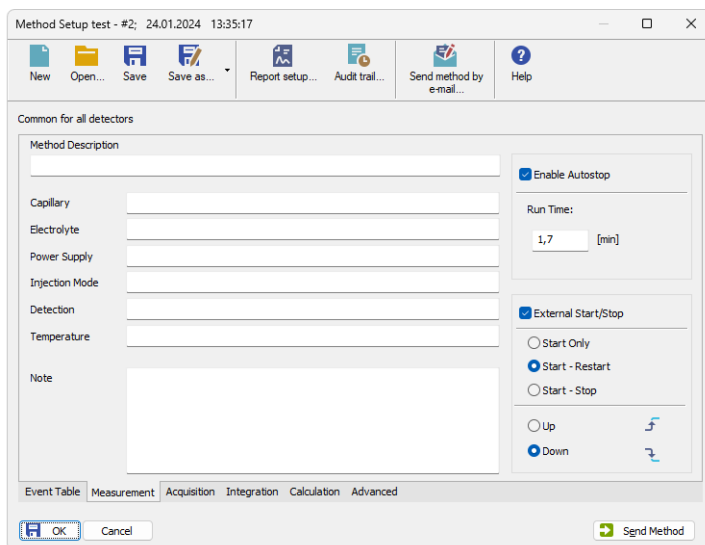 Method Setup test - #2;   24.01.2024   13:35:17
New Open... Save Save as... Report setup... Audit trail... Send method by e-mail... Help
Common for all detectors
Method Description
Enable Autostop
Capillary
Run Time:
Electrolyte
1,7 [min]
Power Supply
Injection Mode
Detection
External Start/Stop
Temperature
Start Only
Start - Restart
Note
Start - Stop
Up
Down
Event Table Measurement Acquisition Integration Calculation Advanced
OK Cancel Send Method